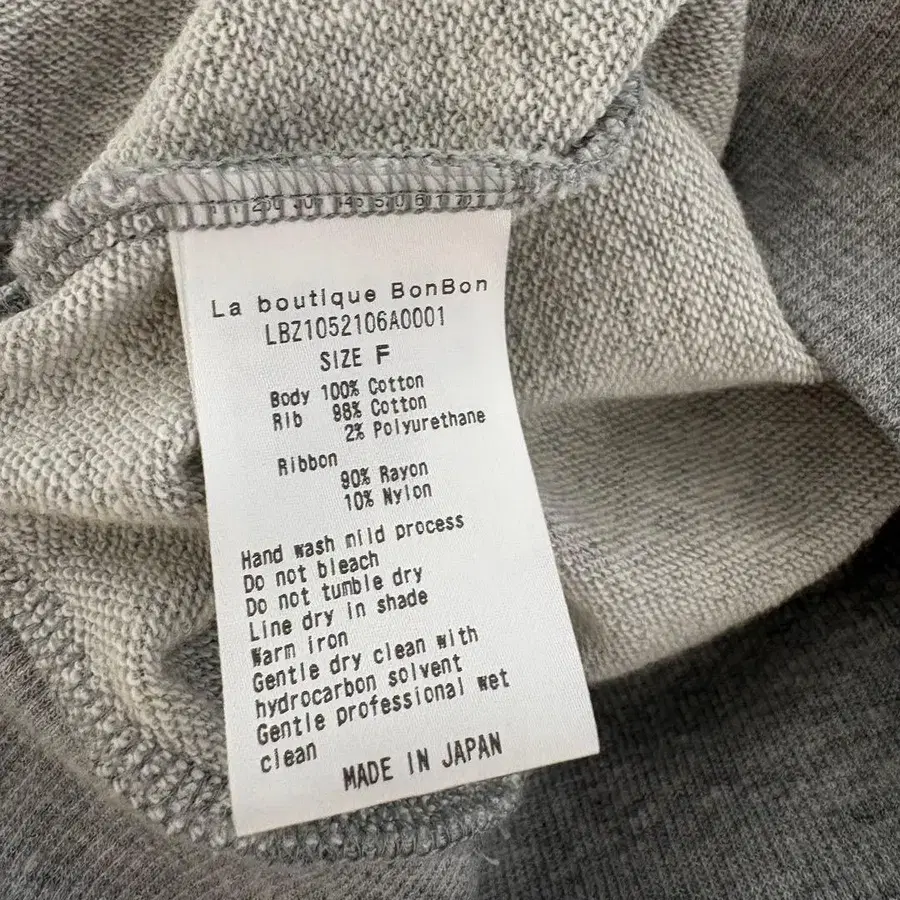 La boutique BonBon
LBZ1052106A0001
SIZE F
Body 100% Cotton
Rib 98% Cotton
2% Polyurethane
Ribbon
90% Rayon
10% Nylon
Hand wash mild process
Do not bleach
Do not tumble dry
Line dry in shade
Warm iron
Gentle dry clean with
hydrocarbon solvent
Gentle professional wet
clean
MADE IN JAPAN